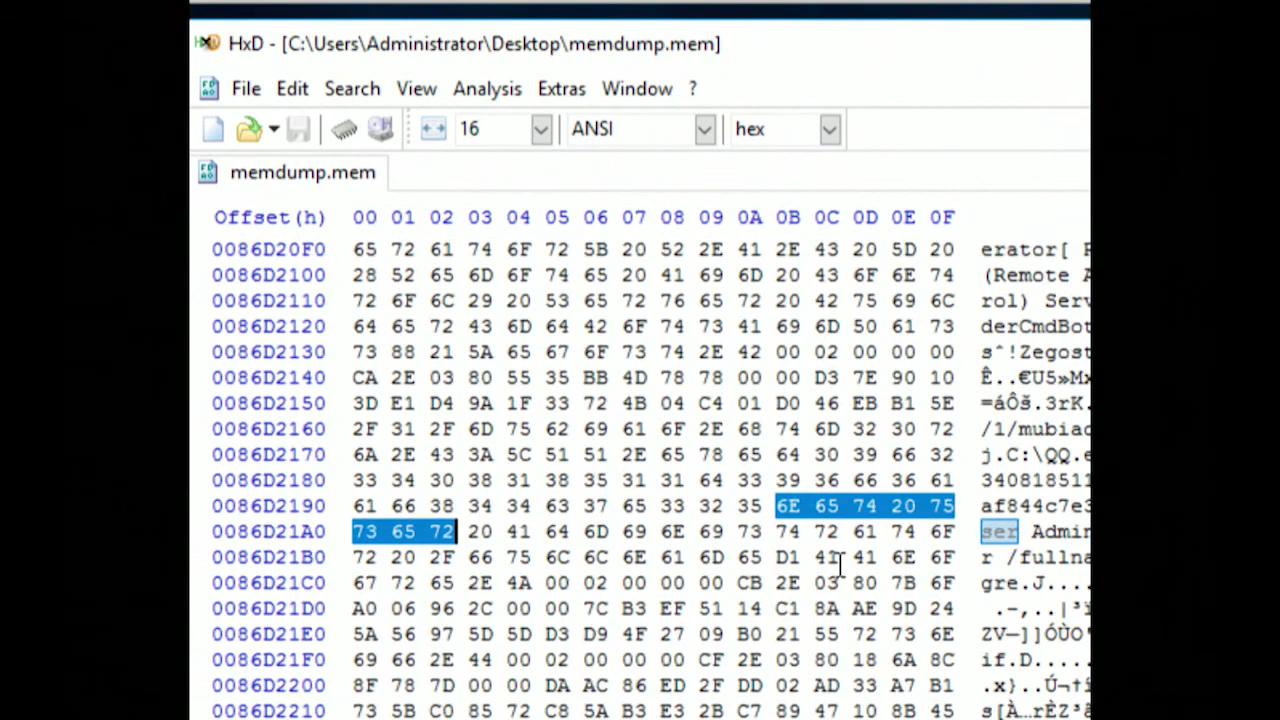 HxD - [C:\Users\Administrator\Desktop\memdump.mem]
File Edit Search View Analysis Extras Window ?
16 ANSI hex
memdump.mem
Offset(h) 00 01 02 03 04 05 06 07 08 09 0A 0B 0C 0D 0E 0F
0086D20F0 65 72 61 74 6F 72 5B 20 52 2E 41 2E 43 20 5D 20 erator[ R
0086D2100 28 52 65 6D 6F 74 65 20 41 69 6D 20 43 6F 6E 74 (Remote A
0086D2110 72 6F 6C 29 20 53 65 72 76 65 72 20 42 75 69 6C rol) Serv
0086D2120 64 65 72 43 6D 64 42 6F 74 73 41 69 6D 50 61 73 derCmdBot
0086D2130 73 88 21 5A 65 67 6F 73 74 2E 42 00 02 00 00 00 sˆ!Zegost
0086D2140 CA 2E 03 80 55 35 BB 4D 78 78 00 00 D3 7E 90 10 Ê..€U5»Mx
0086D2150 3D E1 D4 9A 1F 33 72 4B 04 C4 01 D0 46 EB B1 5E =áÔš.3rK.
0086D2160 2F 31 2F 6D 75 62 69 61 6F 2E 68 74 6D 32 30 72 /1/mubiao
0086D2170 6A 2E 43 3A 5C 51 51 2E 65 78 65 64 30 39 66 32 j.C:\QQ.e
0086D2180 33 34 30 38 31 38 35 31 31 64 33 39 36 66 36 61 340818511
0086D2190 61 66 38 34 34 63 37 65 33 32 35 6E 65 74 20 75 af844c7e3
0086D21A0 73 65 72 20 41 64 6D 69 6E 69 73 74 72 61 74 6F ser Admin
0086D21B0 72 20 2F 66 75 6C 6C 6E 61 6D 65 D1 41 41 6E 6F r /fullna
0086D21C0 67 72 65 2E 4A 00 02 00 00 00 CB 2E 03 80 7B 6F gre.J....
0086D21D0 A0 06 96 2C 00 00 7C B3 EF 51 14 C1 8A AE 9D 24 .–,..|³ï
0086D21E0 5A 56 97 5D 5D D3 D9 4F 27 09 B0 21 55 72 73 6E ZV—]]ÓÙO'
0086D21F0 69 66 2E 44 00 02 00 00 00 CF 2E 03 80 18 6A 8C if.D.....
0086D2200 8F 78 7D 00 00 DA AC 86 ED 2F DD 02 AD 33 A7 B1 .x}..Ú¬†í
0086D2210 73 5B C0 85 72 C8 5A B3 E3 2B C7 89 47 10 8B 45 s[À…rÈZ³ã